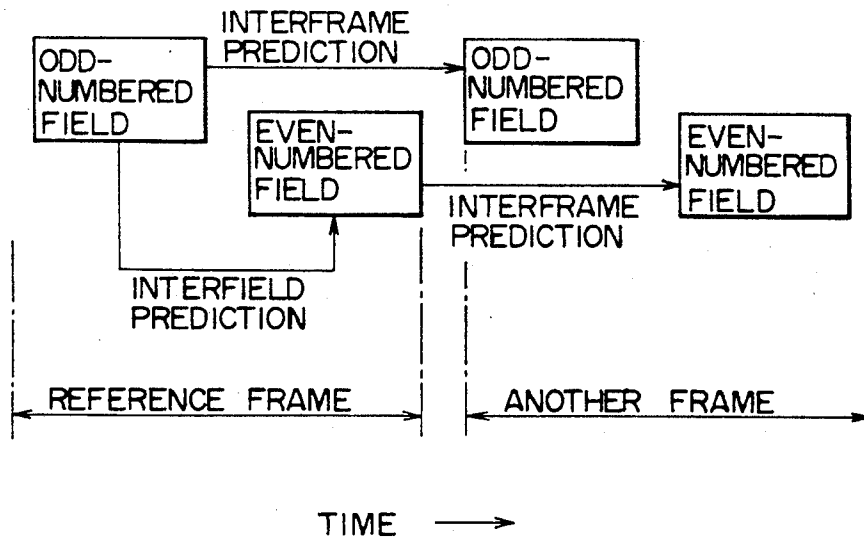 INTERFRAME
PREDICTION
ODD-
NUMBERED
FIELD
ODD-
NUMBERED
FIELD
EVEN-
NUMBERED
FIELD
EVEN-
NUMBERED
FIELD
INTERFRAME
PREDICTION
INTERFIELD
PREDICTION
REFERENCE FRAME
ANOTHER FRAME
TIME